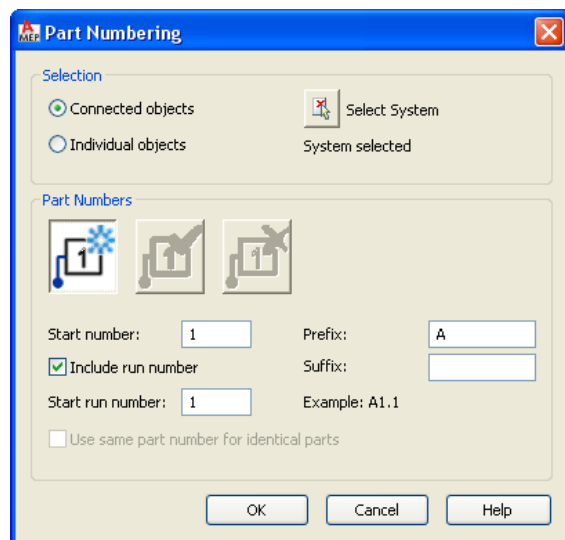 A MEP Part Numbering
Selection
Connected objects
Select System
Individual objects
System selected
Part Numbers
1 1 1
Start number: 1
Prefix: A
Include run number
Suffix:
Start run number: 1
Example: A1.1
Use same part number for identical parts
OK Cancel Help